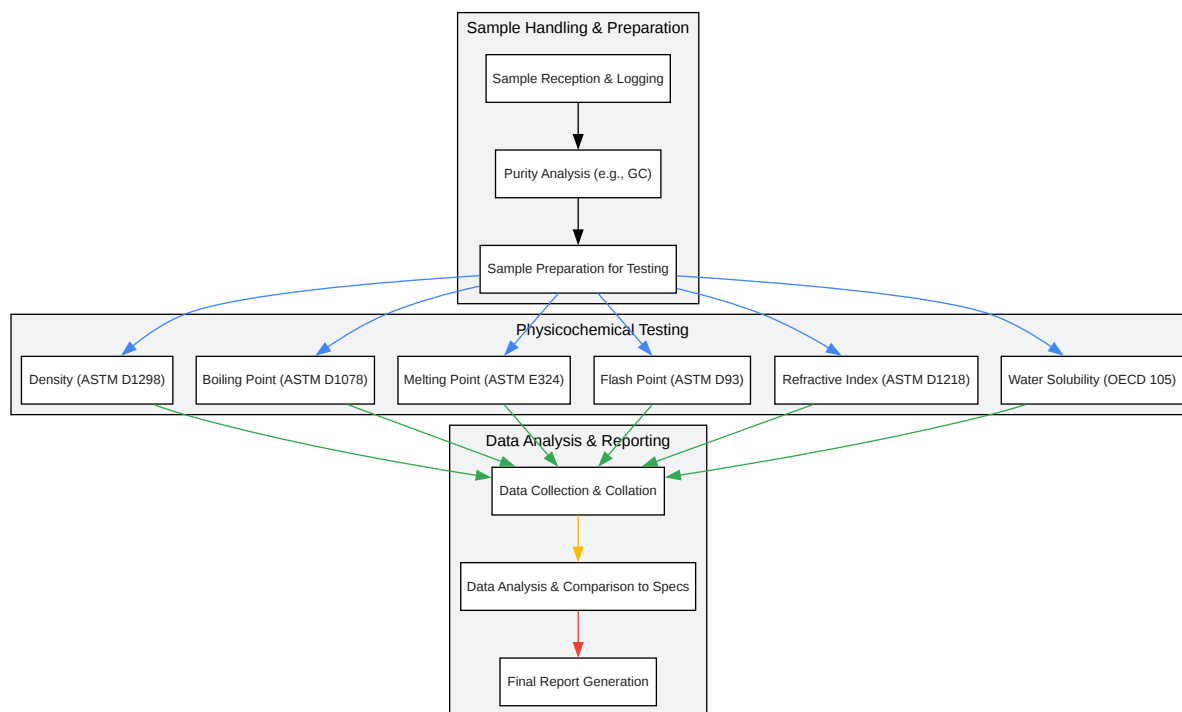 Sample Handling & Preparation
Sample Reception & Logging
Purity Analysis (e.g., GC)
Sample Preparation for Testing
Physicochemical Testing
Density (ASTM D1298)
Boiling Point (ASTM D1078)
Melting Point (ASTM E324)
Flash Point (ASTM D93)
Refractive Index (ASTM D1218)
Water Solubility (OECD 105)
Data Analysis & Reporting
Data Collection & Collation
Data Analysis & Comparison to Specs
Final Report Generation